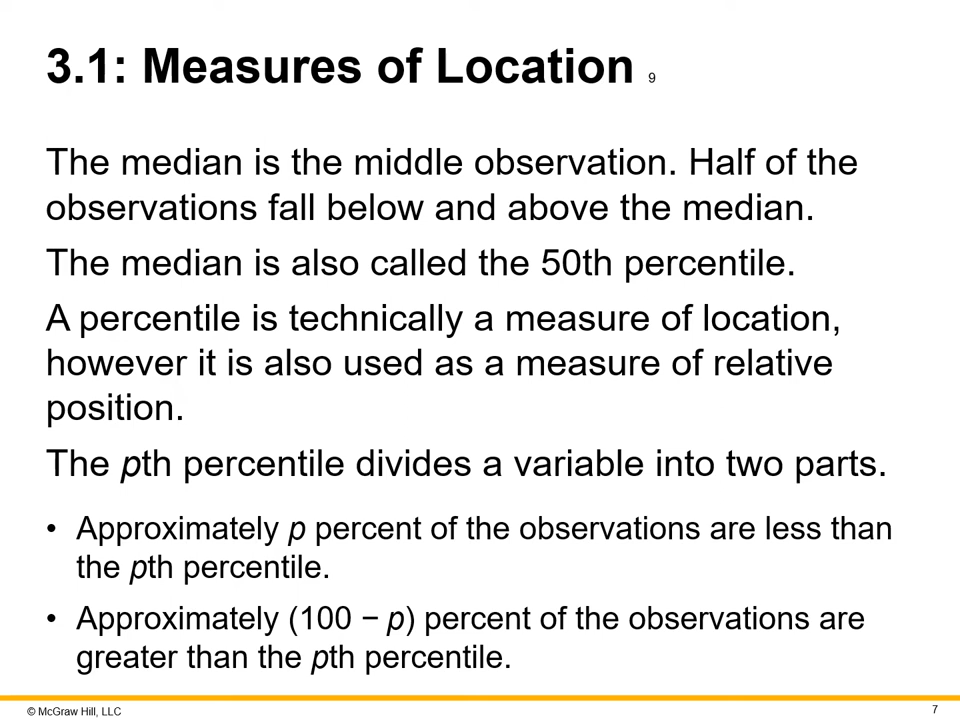 3.1: Measures of Location 9
The median is the middle observation. Half of the
observations fall below and above the median.
The median is also called the 50th percentile.
A percentile is technically a measure of location,
however it is also used as a measure of relative
position.
The pth percentile divides a variable into two parts.
• Approximately p percent of the observations are less than
the pth percentile.
• Approximately (100 − p) percent of the observations are
greater than the pth percentile.
© McGraw Hill, LLC
7